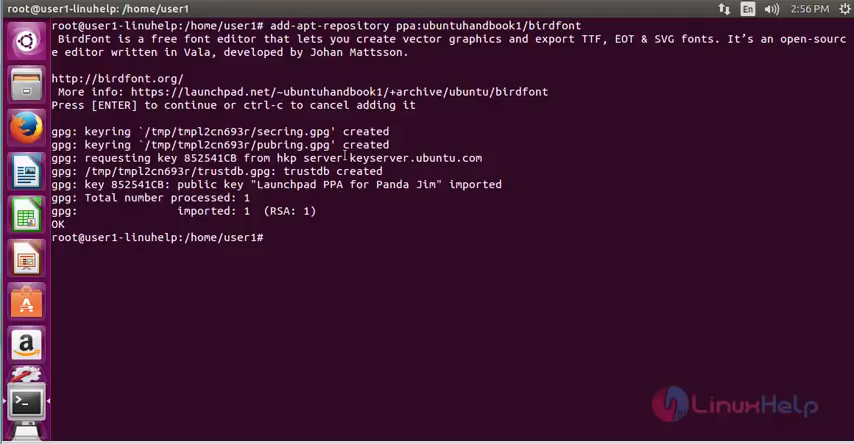 root@user1-linuhelp: /home/user1
En
2:56 PM
root@user1-linuhelp:/home/user1# add-apt-repository ppa:ubuntuhandbook1/birdfont
BirdFont is a free font editor that lets you create vector graphics and export TTF, EOT & SVG fonts. It’s an open-sourc
e editor written in Vala, developed by Johan Mattsson.
http://birdfont.org/
More info: https://launchpad.net/~ubuntuhandbook1/+archive/ubuntu/birdfont
Press [ENTER] to continue or ctrl-c to cancel adding it
gpg: keyring `/tmp/tmpl2cn693r/secring.gpg' created
gpg: keyring `/tmp/tmpl2cn693r/pubring.gpg' created
gpg: requesting key 852541CB from hkp server keyserver.ubuntu.com
gpg: /tmp/tmpl2cn693r/trustdb.gpg: trustdb created
gpg: key 852541CB: public key "Launchpad PPA for Panda Jim" imported
gpg: Total number processed: 1
gpg:               imported: 1  (RSA: 1)
OK
root@user1-linuhelp:/home/user1#
LinuxHelp